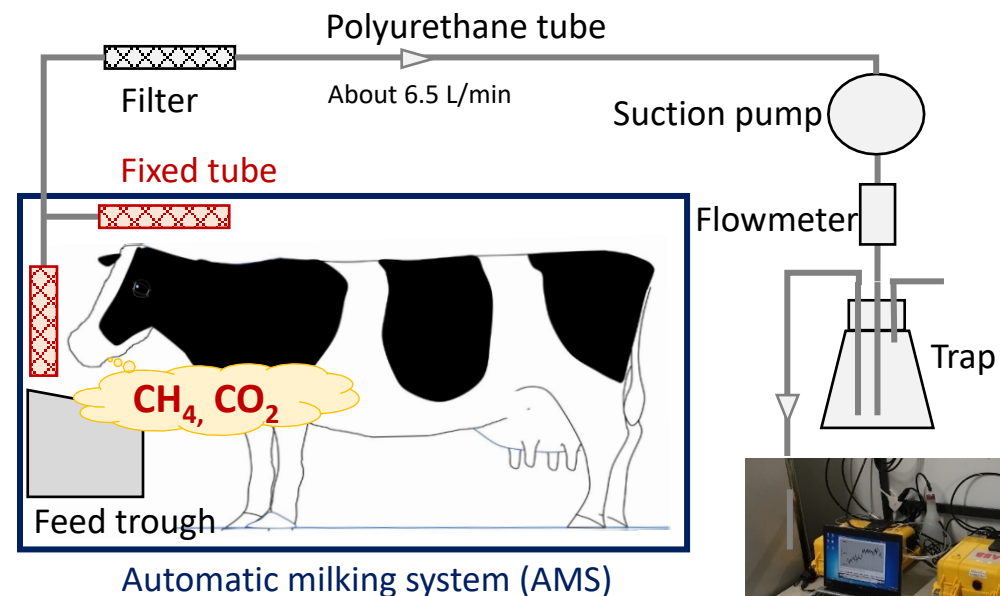 Polyurethane tube
Filter
About 6.5 L/min
Suction pump
Fixed tube
Flowmeter
Trap
CH₄, CO₂
Feed trough
Automatic milking system (AMS)